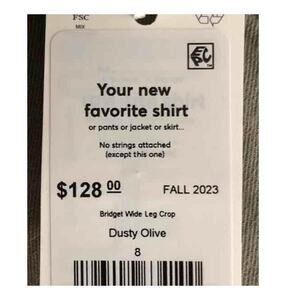 FSC
MIX
Your new
favorite shirt
or pants or jacket or skirt...
No strings attached
(except this one)
$128 00 FALL 2023
Bridget Wide Leg Crop
Dusty Olive
8